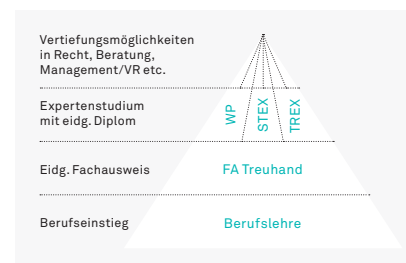 Vertiefungsmöglichkeiten
in Recht, Beratung,
Management/VR etc.
Expertenstudium
mit eidg. Diplom
WP
STEX
TREX
Eidg. Fachausweis
FA Treuhand
Berufseinstieg
Berufslehre